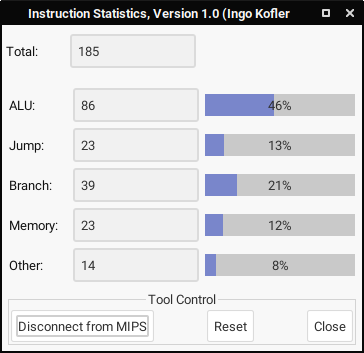 Instruction Statistics, Version 1.0 (Ingo Kofler
Total: 185
ALU: 86 46%
Jump: 23 13%
Branch: 39 21%
Memory: 23 12%
Other: 14 8%
Tool Control
Disconnect from MIPS Reset Close